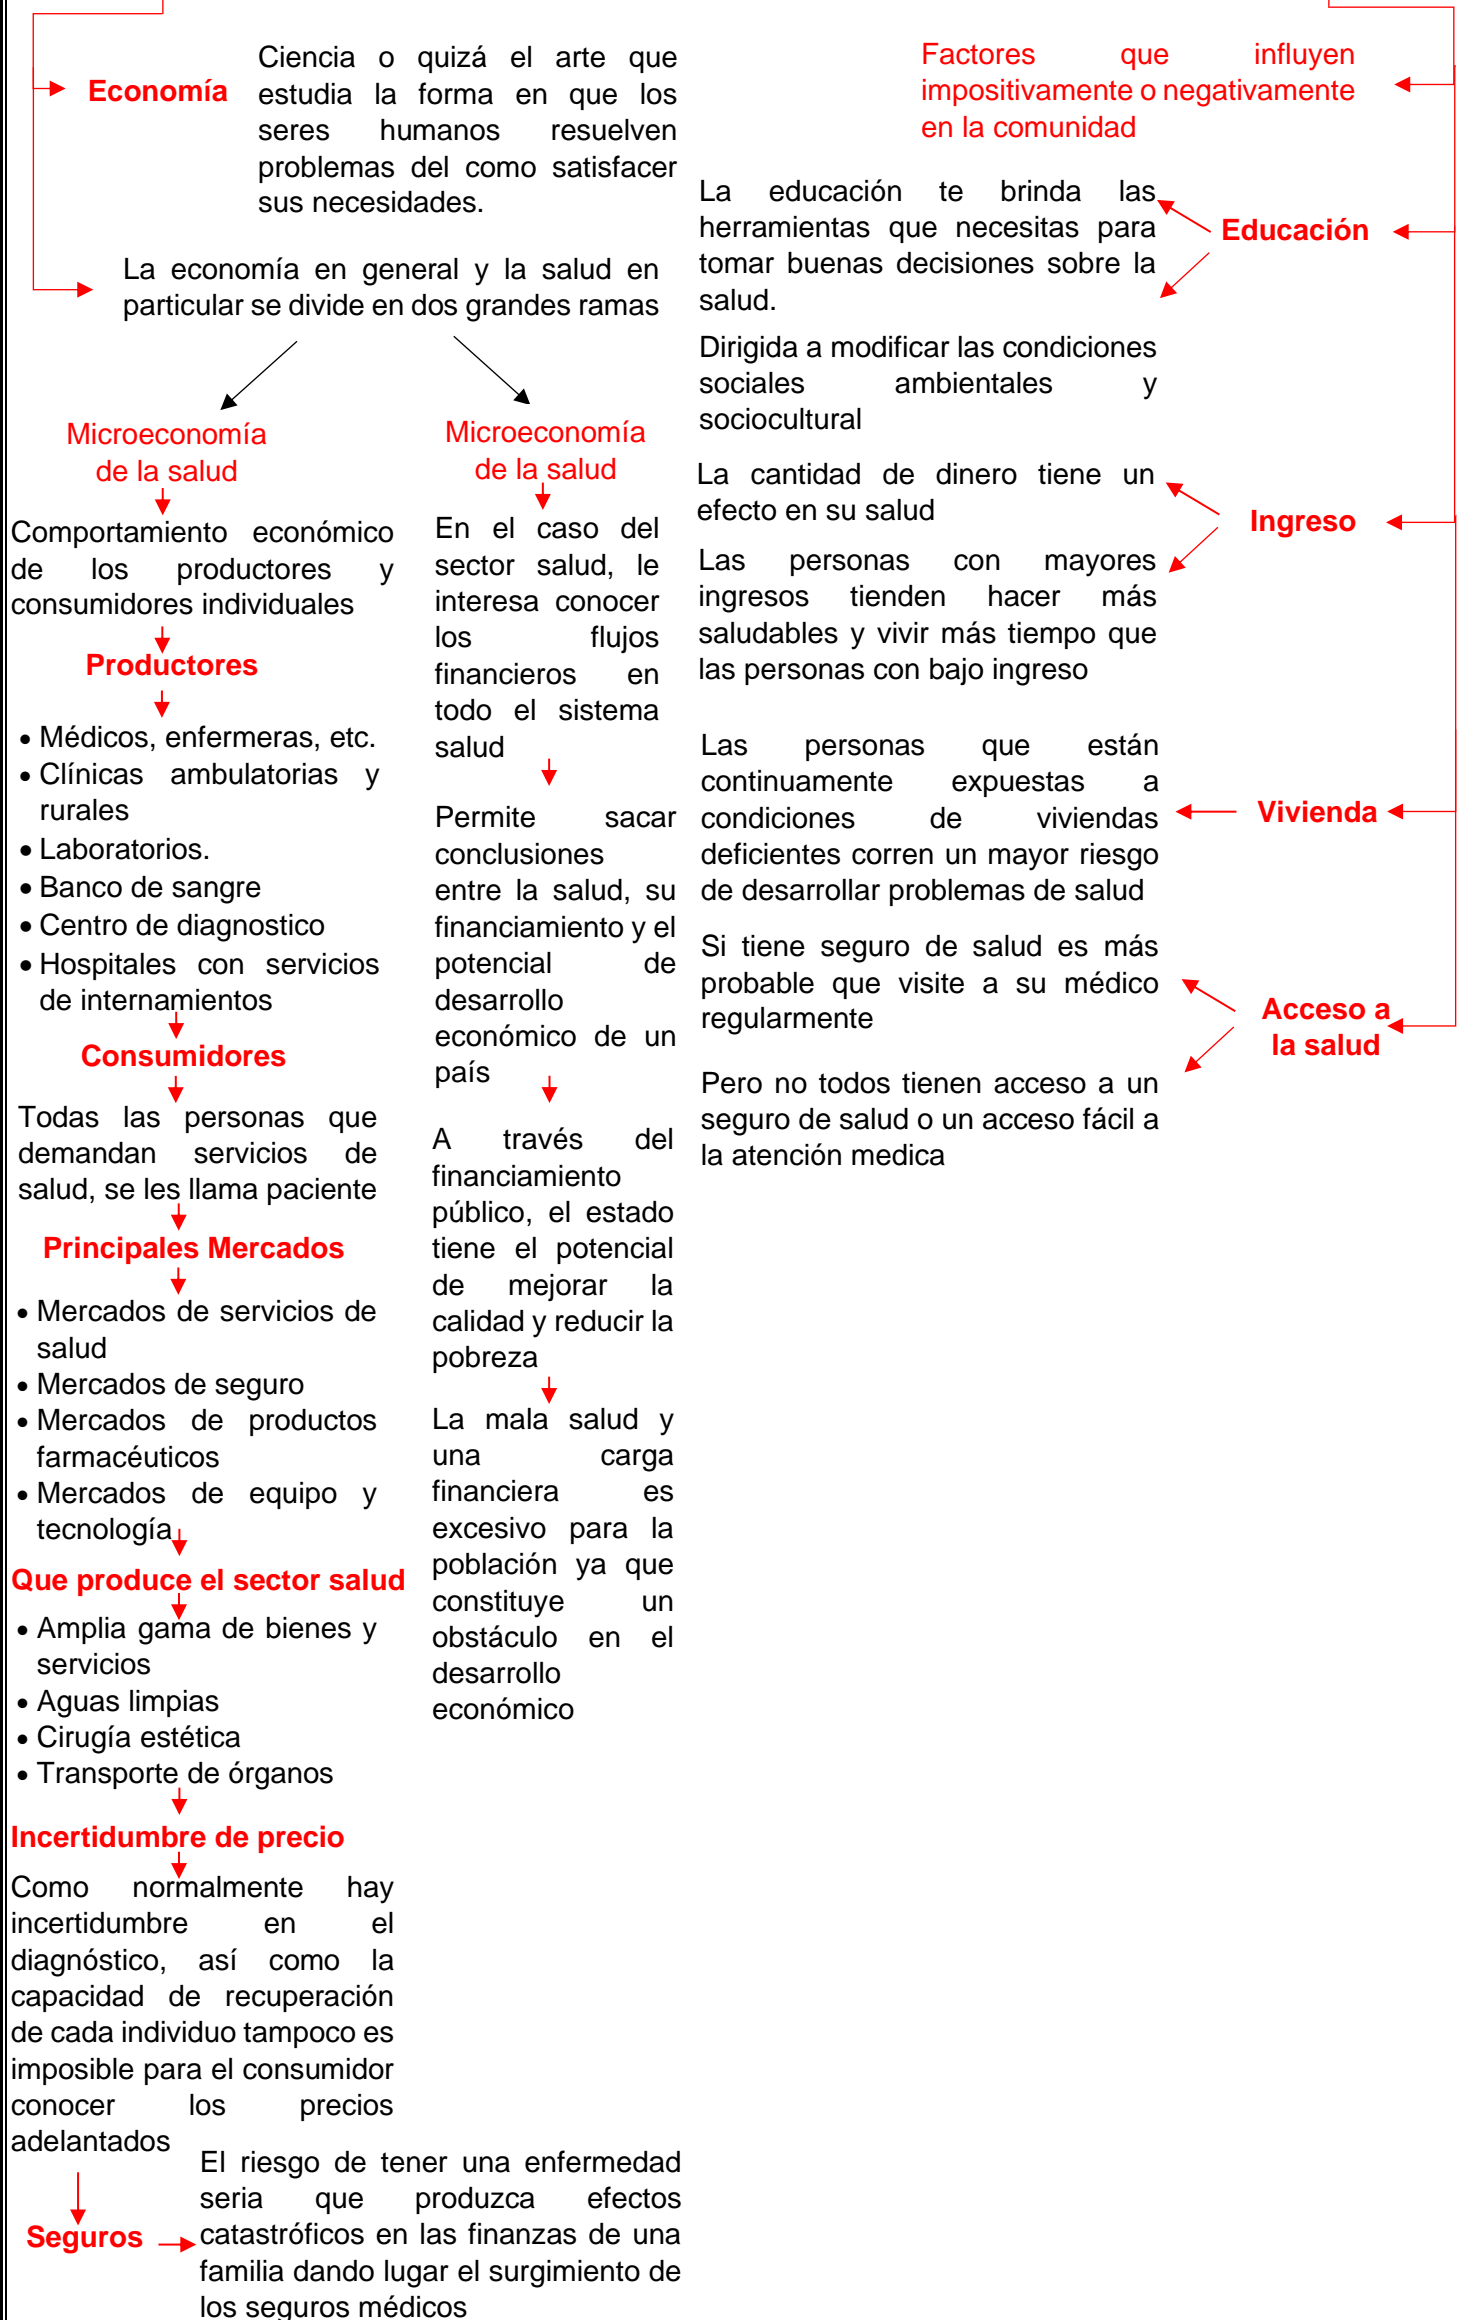 Economía
Ciencia o quizá el arte que
estudia la forma en que los
seres humanos resuelven
problemas del como satisfacer
sus necesidades.
La economía en general y la salud en
particular se divide en dos grandes ramas
Microeconomía
de la salud
Comportamiento económico
de los productores y
consumidores individuales
Productores
• Médicos, enfermeras, etc.
• Clínicas ambulatorias y
rurales
• Laboratorios.
• Banco de sangre
• Centro de diagnostico
• Hospitales con servicios
de internamientos
Consumidores
Todas las personas que
demandan servicios de
salud, se les llama paciente
Principales Mercados
• Mercados de servicios de
salud
• Mercados de seguro
• Mercados de productos
farmacéuticos
• Mercados de equipo y
tecnología
Que produce el sector salud
• Amplia gama de bienes y
servicios
• Aguas limpias
• Cirugía estética
• Transporte de órganos
Incertidumbre de precio
Como normalmente hay
incertidumbre en el
diagnóstico, así como la
capacidad de recuperación
de cada individuo tampoco es
imposible para el consumidor
conocer los precios
adelantados
Seguros
El riesgo de tener una enfermedad
seria que produzca efectos
catastróficos en las finanzas de una
familia dando lugar el surgimiento de
los seguros médicos
Microeconomía
de la salud
En el caso del
sector salud, le
interesa conocer
los flujos
financieros en
todo el sistema
salud
Permite sacar
conclusiones
entre la salud, su
financiamiento y el
potencial de
desarrollo
económico de un
país
A través del
financiamiento
público, el estado
tiene el potencial
de mejorar la
calidad y reducir la
pobreza
La mala salud y
una carga
financiera es
excesivo para la
población ya que
constituye un
obstáculo en el
desarrollo
económico
Factores que influyen
impositivamente o negativamente
en la comunidad
Educación
La educación te brinda las
herramientas que necesitas para
tomar buenas decisiones sobre la
salud.
Dirigida a modificar las condiciones
sociales ambientales y
sociocultural
Ingreso
La cantidad de dinero tiene un
efecto en su salud
Las personas con mayores
ingresos tienden hacer más
saludables y vivir más tiempo que
las personas con bajo ingreso
Vivienda
Las personas que están
continuamente expuestas a
condiciones de viviendas
deficientes corren un mayor riesgo
de desarrollar problemas de salud
Acceso a
la salud
Si tiene seguro de salud es más
probable que visite a su médico
regularmente
Pero no todos tienen acceso a un
seguro de salud o un acceso fácil a
la atención medica